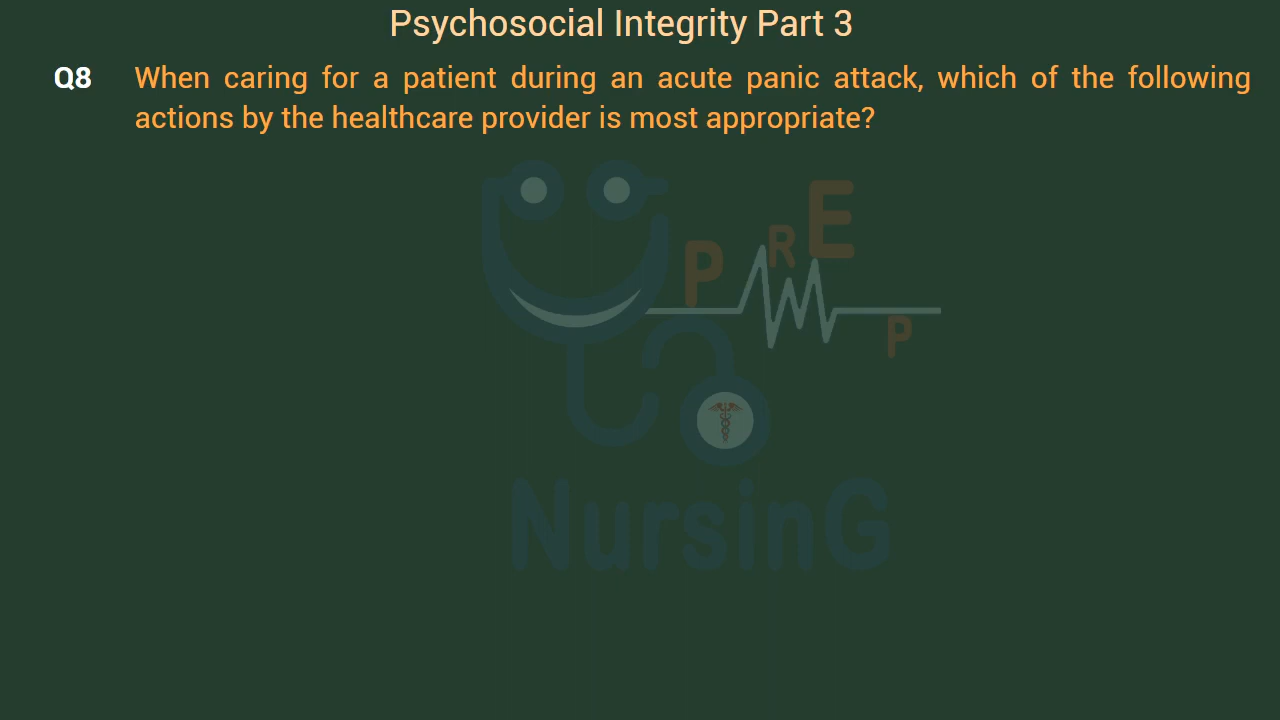 Psychosocial Integrity Part 3
Q8 When caring for a patient during an acute panic attack, which of the following
actions by the healthcare provider is most appropriate?
P R E P
NursinG